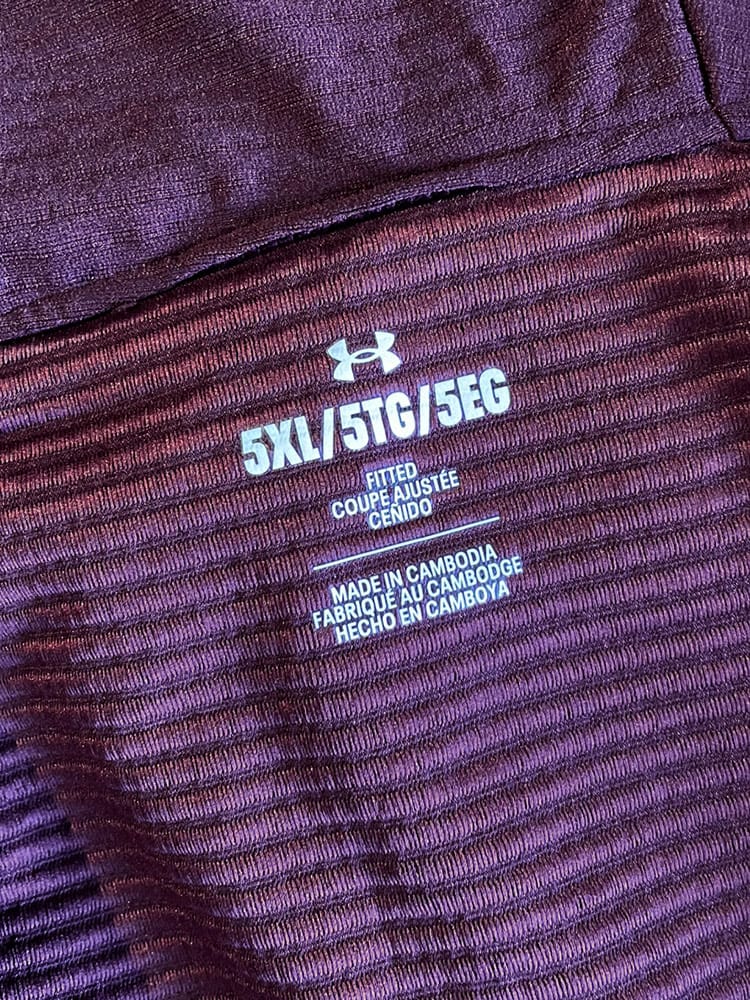 5XL/5TG/5EG
FITTED
COUPE AJUSTÉE
CEÑIDO
MADE IN CAMBODIA
FABRIQUÉ AU CAMBODGE
HECHO EN CAMBOYA